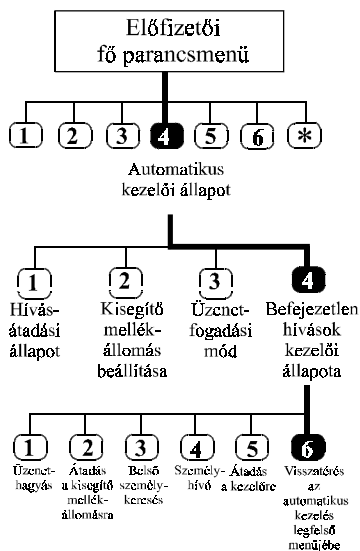 Előfizetői
fő parancsmenü
1 2 3 4 5 6 *
Automatikus
kezelői állapot
1 2 3 4
Hívás-
átadási
állapot
Kisegítő
mellék-
állomás
beállítása
Üzenet-
fogadási
mód
Befejezetlen
hívások
kezelői
állapota
1 2 3 4 5 6
Üzenet-
hagyás
Átadás
a kisegítő
mellék-
állomásra
Belső
személy-
keresés
Személy-
hívó
Átadás
a kezelőre
Visszatérés
az
automatikus
kezelés
legfelső
menüjébe